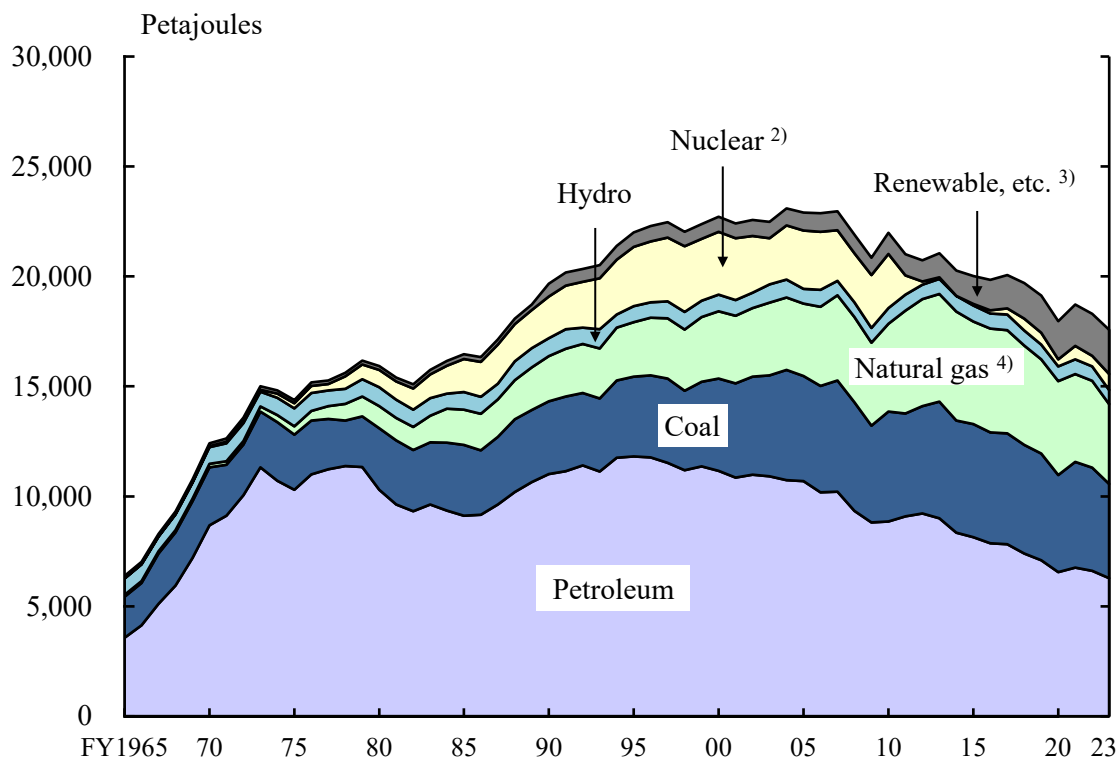 Petajoules
30,000
25,000
20,000
15,000
10,000
5,000
0
Nuclear 2)
Hydro
Renewable, etc. 3)
Natural gas 4)
Coal
Petroleum
FY1965 70 75 80 85 90 95 00 05 10 15 20 23